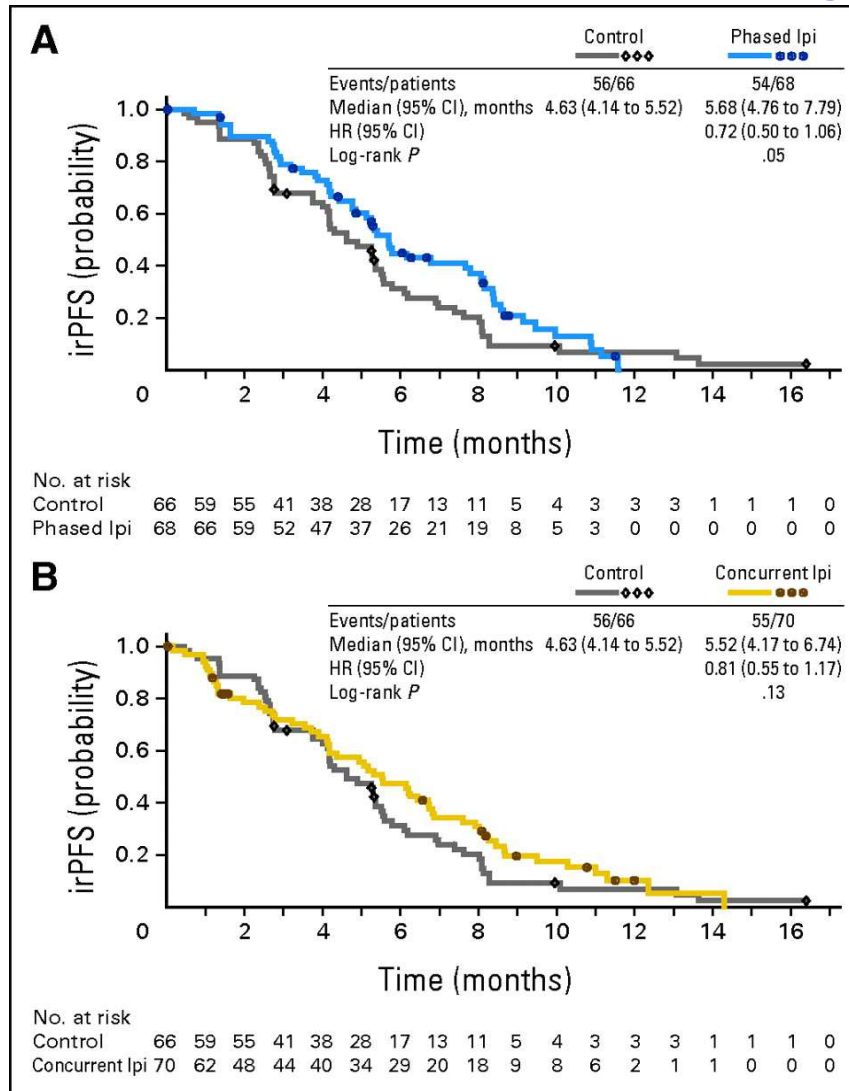 A
Control Phased Ipi
Events/patients 56/66 54/68
Median (95% CI), months 4.63 (4.14 to 5.52) 5.68 (4.76 to 7.79)
HR (95% CI) 0.72 (0.50 to 1.06)
Log-rank P .05
irPFS (probability)
1.0
0.8
0.6
0.4
0.2
0 2 4 6 8 10 12 14 16
Time (months)
No. at risk
Control 66 59 55 41 38 28 17 13 11 5 4 3 3 3 1 1 1 0
Phased Ipi 68 66 59 52 47 37 26 21 19 8 5 3 0 0 0 0 0 0
B
Control Concurrent Ipi
Events/patients 56/66 55/70
Median (95% CI), months 4.63 (4.14 to 5.52) 5.52 (4.17 to 6.74)
HR (95% CI) 0.81 (0.55 to 1.17)
Log-rank P .13
irPFS (probability)
1.0
0.8
0.6
0.4
0.2
0 2 4 6 8 10 12 14 16
Time (months)
No. at risk
Control 66 59 55 41 38 28 17 13 11 5 4 3 3 3 1 1 1 0
Concurrent Ipi 70 62 48 44 40 34 29 20 18 9 8 6 2 1 1 0 0 0